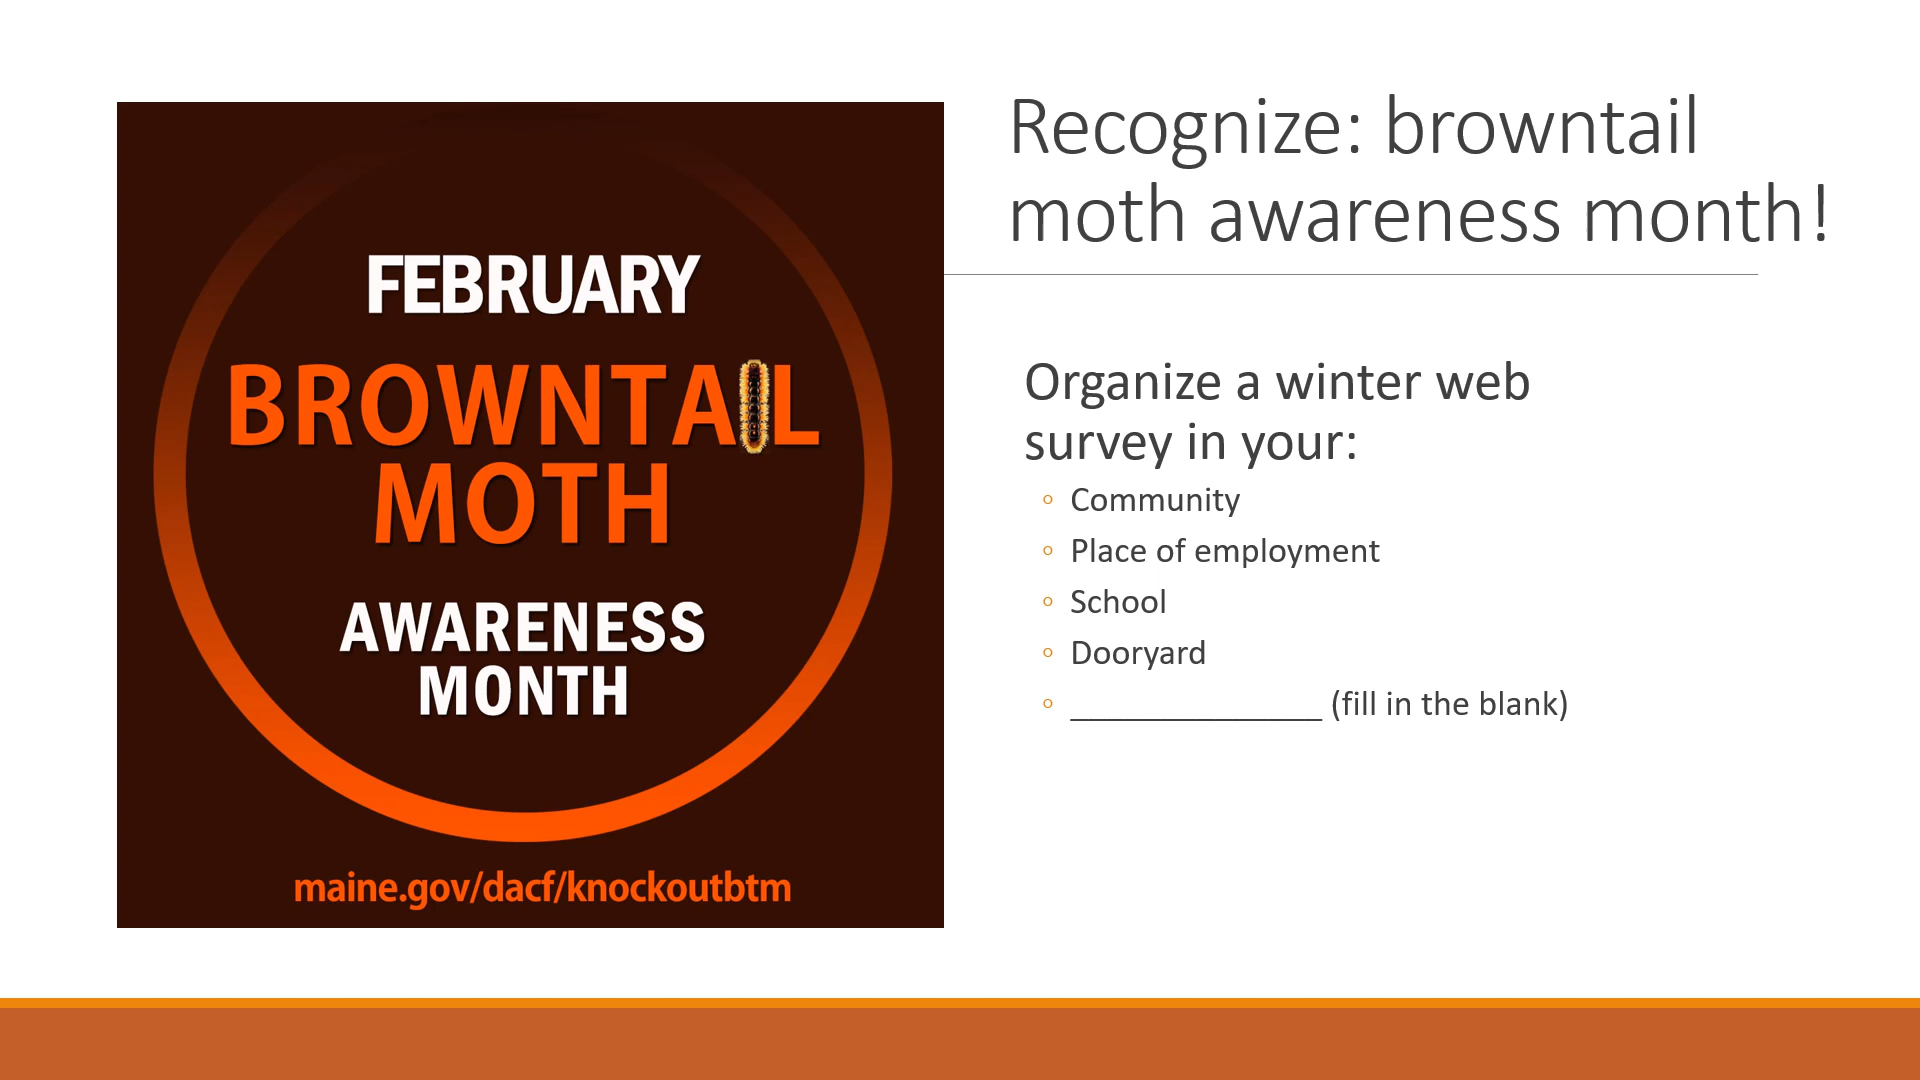 FEBRUARY
BROWNTAIL
MOTH
AWARENESS
MONTH
maine.gov/dacf/knockoutbtm
Recognize: browntail
moth awareness month!
Organize a winter web
survey in your:
◦ Community
◦ Place of employment
◦ School
◦ Dooryard
◦ ______________ (fill in the blank)